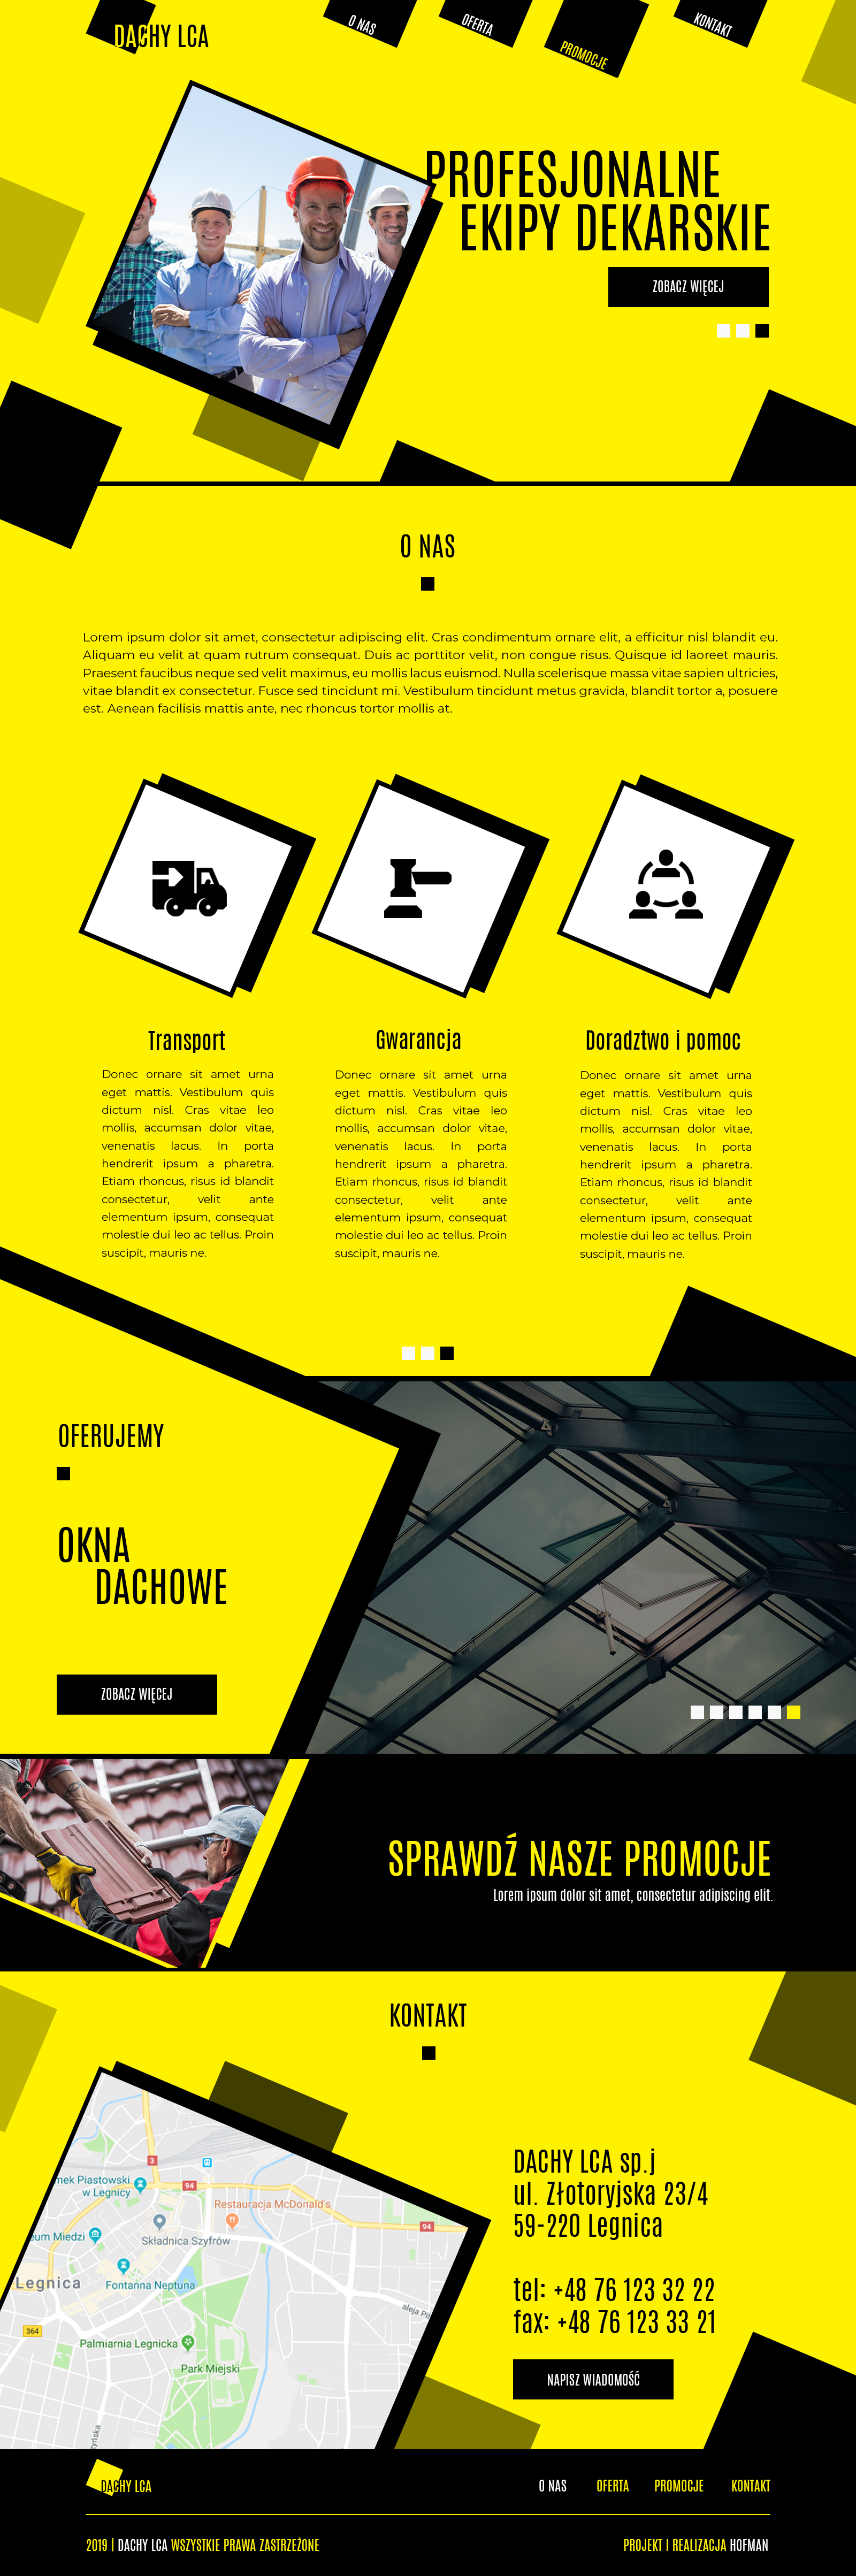 DACHY LCA
O NAS
OFERTA
PROMOCJE
KONTAKT
PROFESJONALNE
EKIPY DEKARSKIE
ZOBACZ WIĘCEJ
O NAS
Lorem ipsum dolor sit amet, consectetur adipiscing elit. Cras condimentum ornare elit, a efficitur nisl blandit eu.
Aliquam eu velit at quam rutrum consequat. Duis ac porttitor velit, non congue risus. Quisque id laoreet mauris.
Praesent faucibus neque sed velit maximus, eu mollis lacus euismod. Nulla scelerisque massa vitae sapien ultricies,
vitae blandit ex consectetur. Fusce sed tincidunt mi. Vestibulum tincidunt metus gravida, blandit tortor a, posuere
est. Aenean facilisis mattis ante, nec rhoncus tortor mollis at.
Transport
Donec ornare sit amet urna
eget mattis. Vestibulum quis
dictum nisl. Cras vitae leo
mollis, accumsan dolor vitae,
venenatis lacus. In porta
hendrerit ipsum a pharetra.
Etiam rhoncus, risus id blandit
consectetur, velit ante
elementum ipsum, consequat
molestie dui leo ac tellus. Proin
suscipit, mauris ne.
Gwarancja
Donec ornare sit amet urna
eget mattis. Vestibulum quis
dictum nisl. Cras vitae leo
mollis, accumsan dolor vitae,
venenatis lacus. In porta
hendrerit ipsum a pharetra.
Etiam rhoncus, risus id blandit
consectetur, velit ante
elementum ipsum, consequat
molestie dui leo ac tellus. Proin
suscipit, mauris ne.
Doradztwo i pomoc
Donec ornare sit amet urna
eget mattis. Vestibulum quis
dictum nisl. Cras vitae leo
mollis, accumsan dolor vitae,
venenatis lacus. In porta
hendrerit ipsum a pharetra.
Etiam rhoncus, risus id blandit
consectetur, velit ante
elementum ipsum, consequat
molestie dui leo ac tellus. Proin
suscipit, mauris ne.
OFERUJEMY
OKNA
DACHOWE
ZOBACZ WIĘCEJ
SPRAWDŹ NASZE PROMOCJE
Lorem ipsum dolor sit amet, consectetur adipiscing elit.
KONTAKT
3
94
nek Piastowski
w Legnicy
Restauracja McDonald's
94
eum Miedzi
Składnica Szyfrów
Legnica
Fontanna Neptuna
aleja Pił
364
Palmiarnia Legnicka
Park Miejski
DACHY LCA sp.j
ul. Złotoryjska 23/4
59-220 Legnica
tel: +48 76 123 32 22
fax: +48 76 123 33 21
NAPISZ WIADOMOŚĆ
DACHY LCA
O NAS
OFERTA
PROMOCJE
KONTAKT
2019 | DACHY LCA WSZYSTKIE PRAWA ZASTRZEŻONE
PROJEKT I REALIZACJA HOFMAN